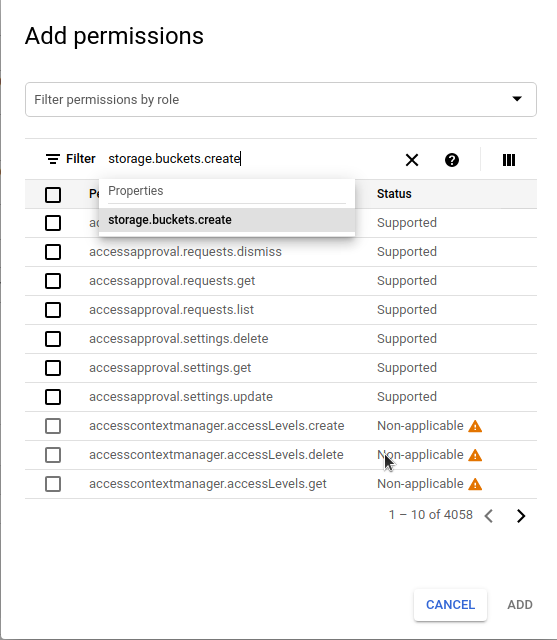 Add permissions
Filter permissions by role
Filter storage.buckets.create
Properties
Status
storage.buckets.create
Supported
accessapproval.requests.dismiss Supported
accessapproval.requests.get Supported
accessapproval.requests.list Supported
accessapproval.settings.delete Supported
accessapproval.settings.get Supported
accessapproval.settings.update Supported
accesscontextmanager.accessLevels.create Non-applicable
accesscontextmanager.accessLevels.delete Non-applicable
accesscontextmanager.accessLevels.get Non-applicable
1 – 10 of 4058
CANCEL ADD